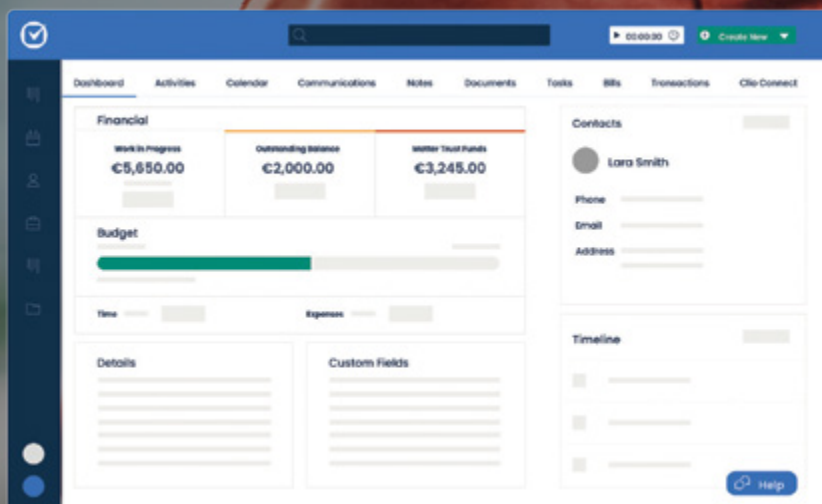 00:00:00 Create New
Dashboard Activities Calendar Communications Notes Documents Tasks Bills Transactions Clio Connect
Financial
Work in Progress Outstanding Balance Matter Trust Funds
€5,650.00 €2,000.00 €3,245.00
Budget
Time Expenses
Details Custom Fields
Contacts
Lara Smith
Phone
Email
Address
Timeline
Help